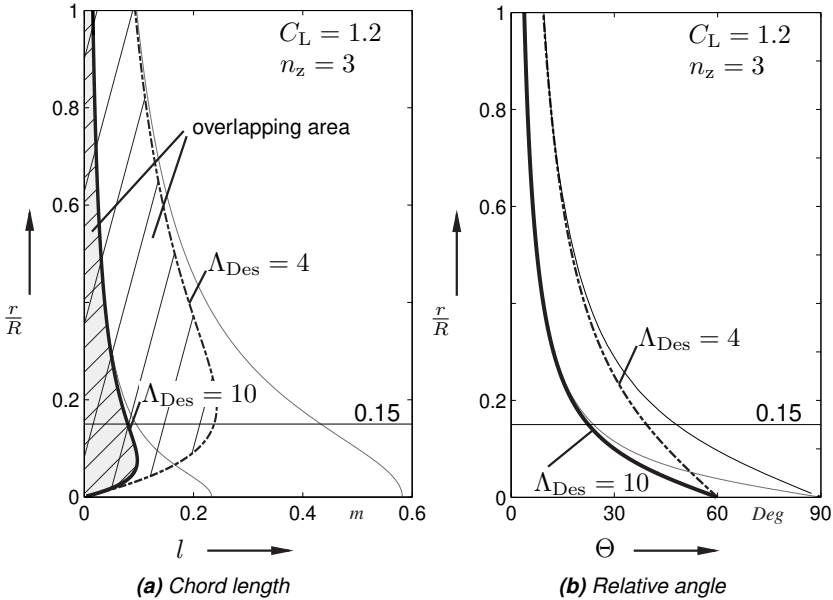 1
0.8
0.6
0.2
0
r/R
C_L = 1.2
n_z = 3
overlapping area
Λ_Des = 4
Λ_Des = 10
0.15
0 0.2 0.4 m 0.6
l
(a) Chord length
1
0.8
0.6
0.2
0
r/R
C_L = 1.2
n_z = 3
Λ_Des = 4
0.15
Λ_Des = 10
0 30 60 Deg 90
Θ
(b) Relative angle